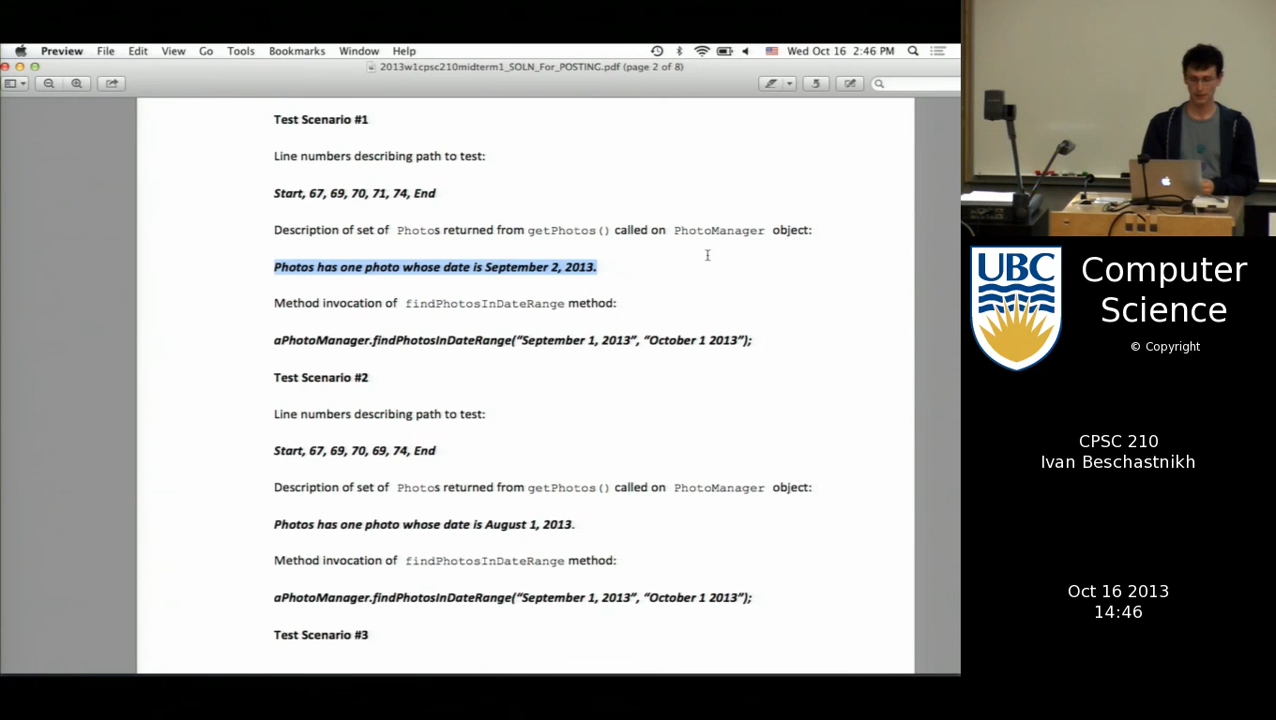 Preview File Edit View Go Tools Bookmarks Window Help Wed Oct 16 2:46 PM
2013w1cpsc210midterm1_SOLN_For_POSTING.pdf (page 2 of 8)
Test Scenario #1
Line numbers describing path to test:
Start, 67, 69, 70, 71, 74, End
Description of set of Photos returned from getPhotos() called on PhotoManager object:
Photos has one photo whose date is September 2, 2013.
Method invocation of findPhotosInDateRange method:
aPhotoManager.findPhotosInDateRange(“September 1, 2013”, “October 1 2013”);
Test Scenario #2
Line numbers describing path to test:
Start, 67, 69, 70, 69, 74, End
Description of set of Photos returned from getPhotos() called on PhotoManager object:
Photos has one photo whose date is August 1, 2013.
Method invocation of findPhotosInDateRange method:
aPhotoManager.findPhotosInDateRange(“September 1, 2013”, “October 1 2013”);
Test Scenario #3
UBC
Computer
Science
© Copyright
CPSC 210
Ivan Beschastnikh
Oct 16 2013
14:46